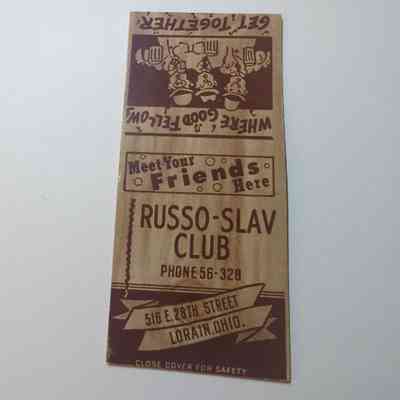 GET TOGETHER
WHERE GOOD FELLOWS
Meet Your
Friends
Here
RUSSO-SLAV
CLUB
PHONE 56-328
516 E. 28TH STREET
LORAIN, OHIO.
CLOSE COVER FOR SAFETY